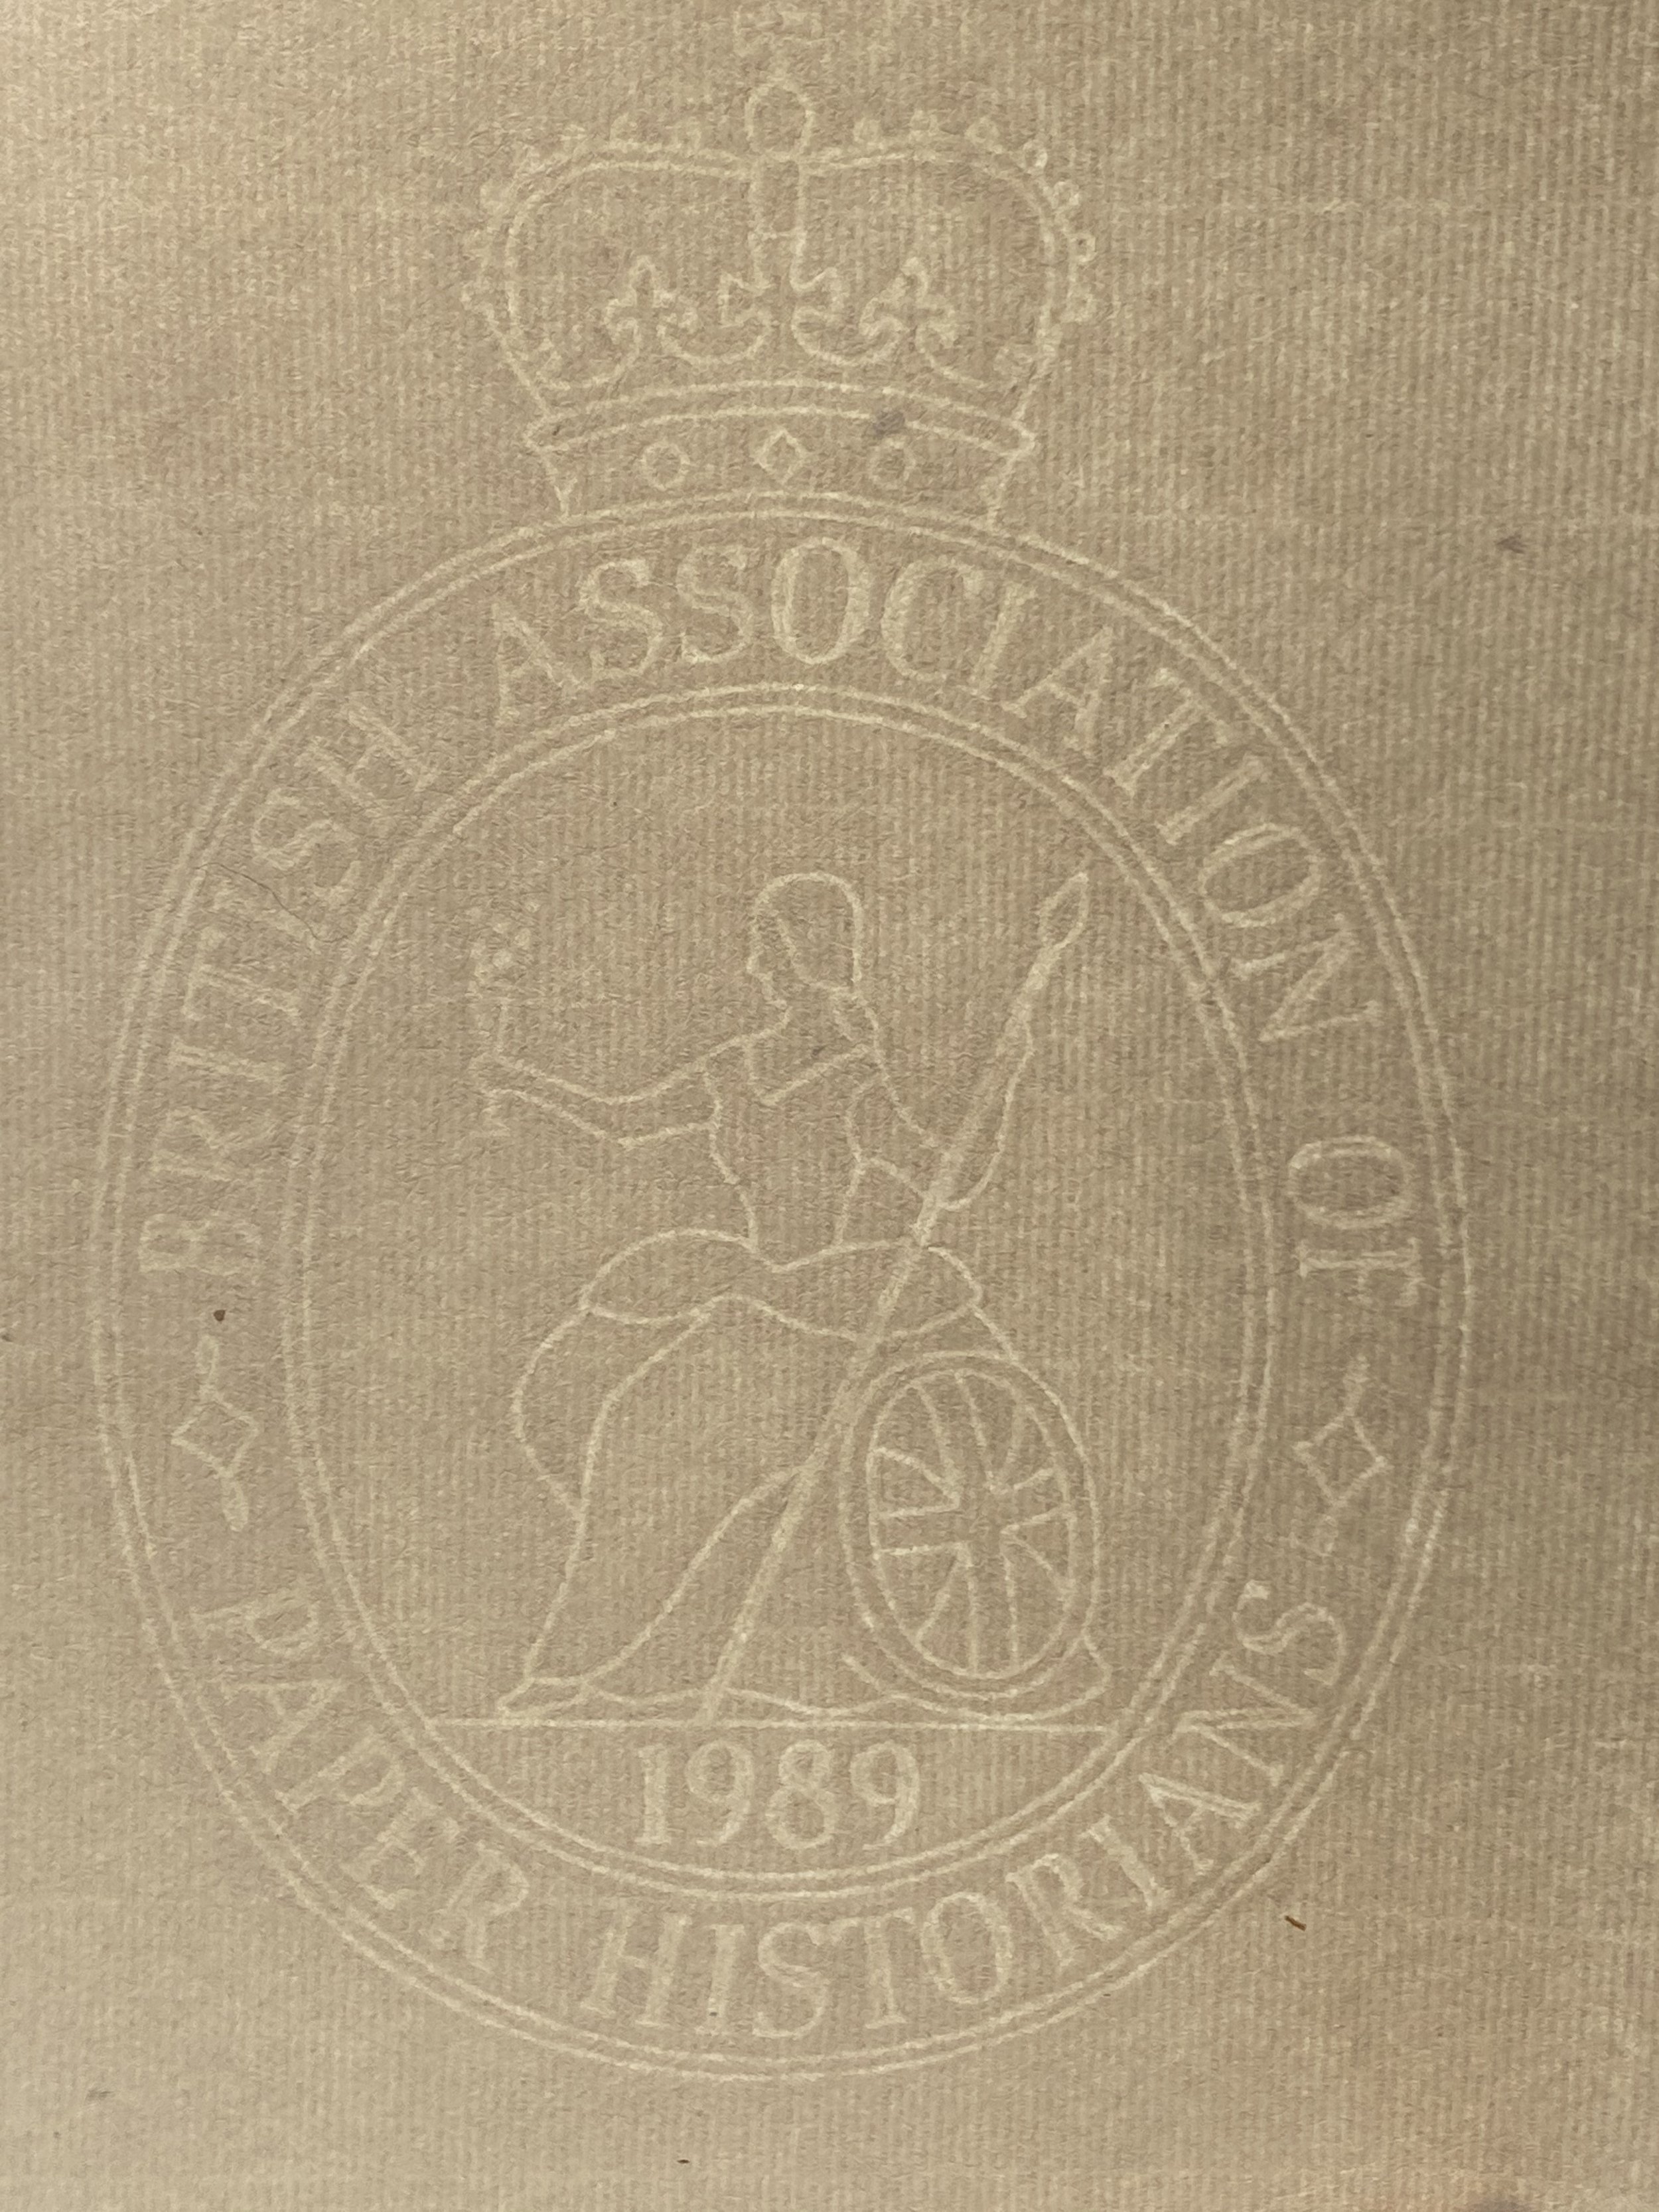 BRITISH ASSOCIATION OF
PAPER HISTORIANS
1989